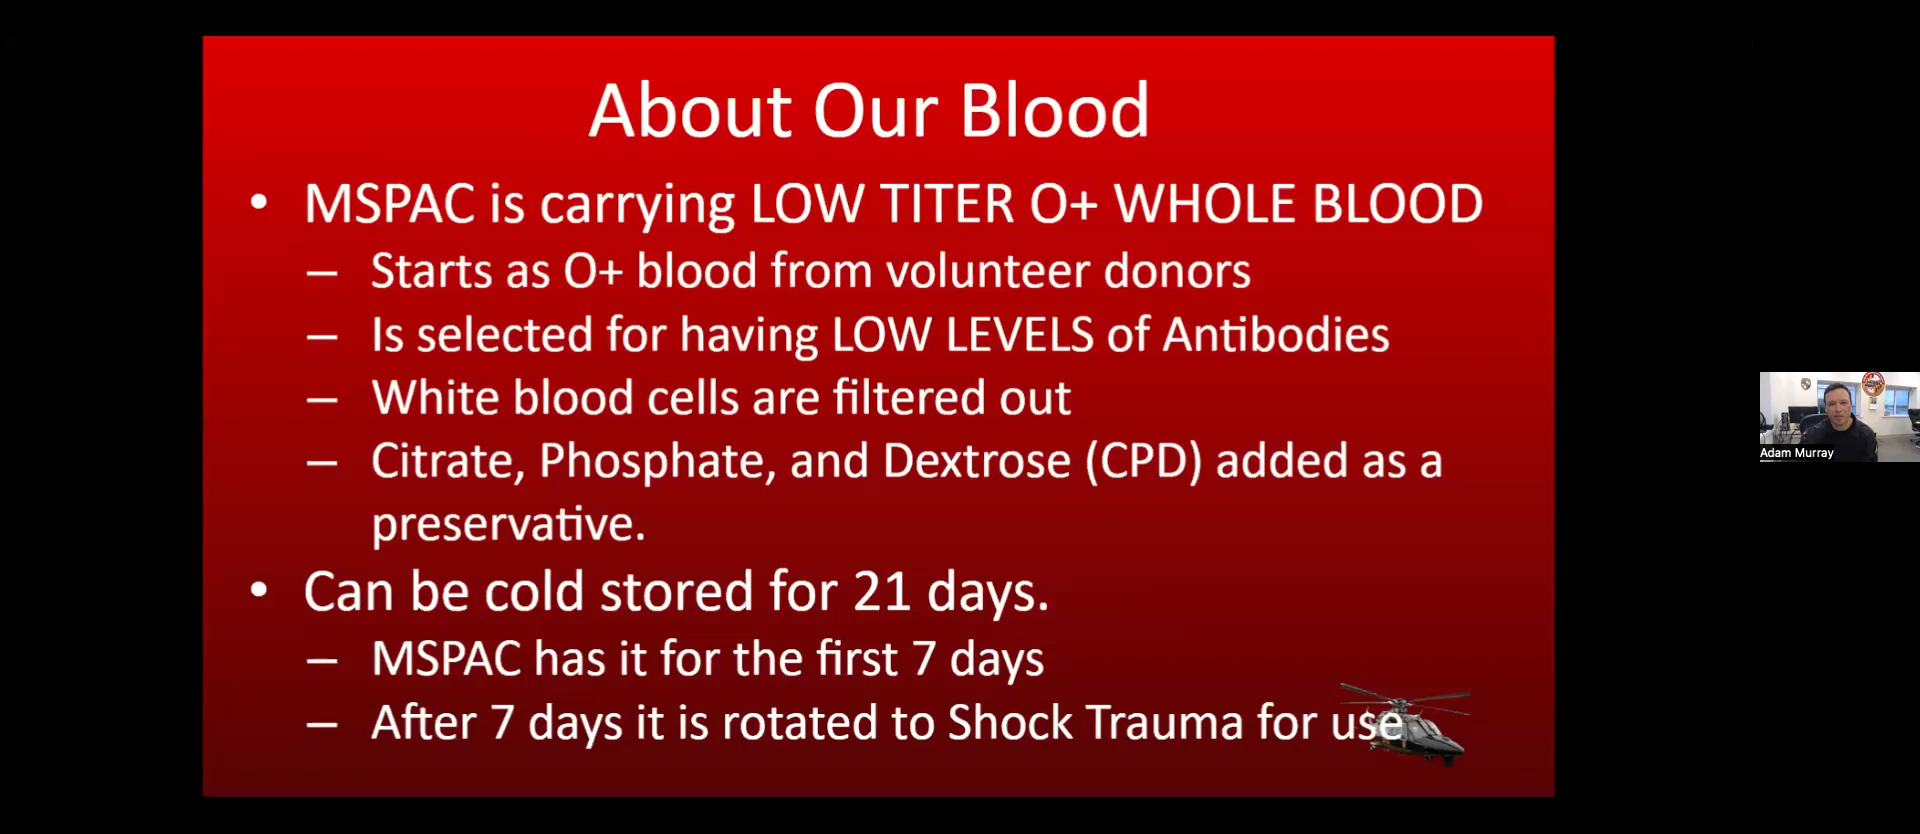 About Our Blood
• MSPAC is carrying LOW TITER O+ WHOLE BLOOD
– Starts as O+ blood from volunteer donors
– Is selected for having LOW LEVELS of Antibodies
– White blood cells are filtered out
– Citrate, Phosphate, and Dextrose (CPD) added as a
preservative.
• Can be cold stored for 21 days.
– MSPAC has it for the first 7 days
– After 7 days it is rotated to Shock Trauma for use
Adam Murray